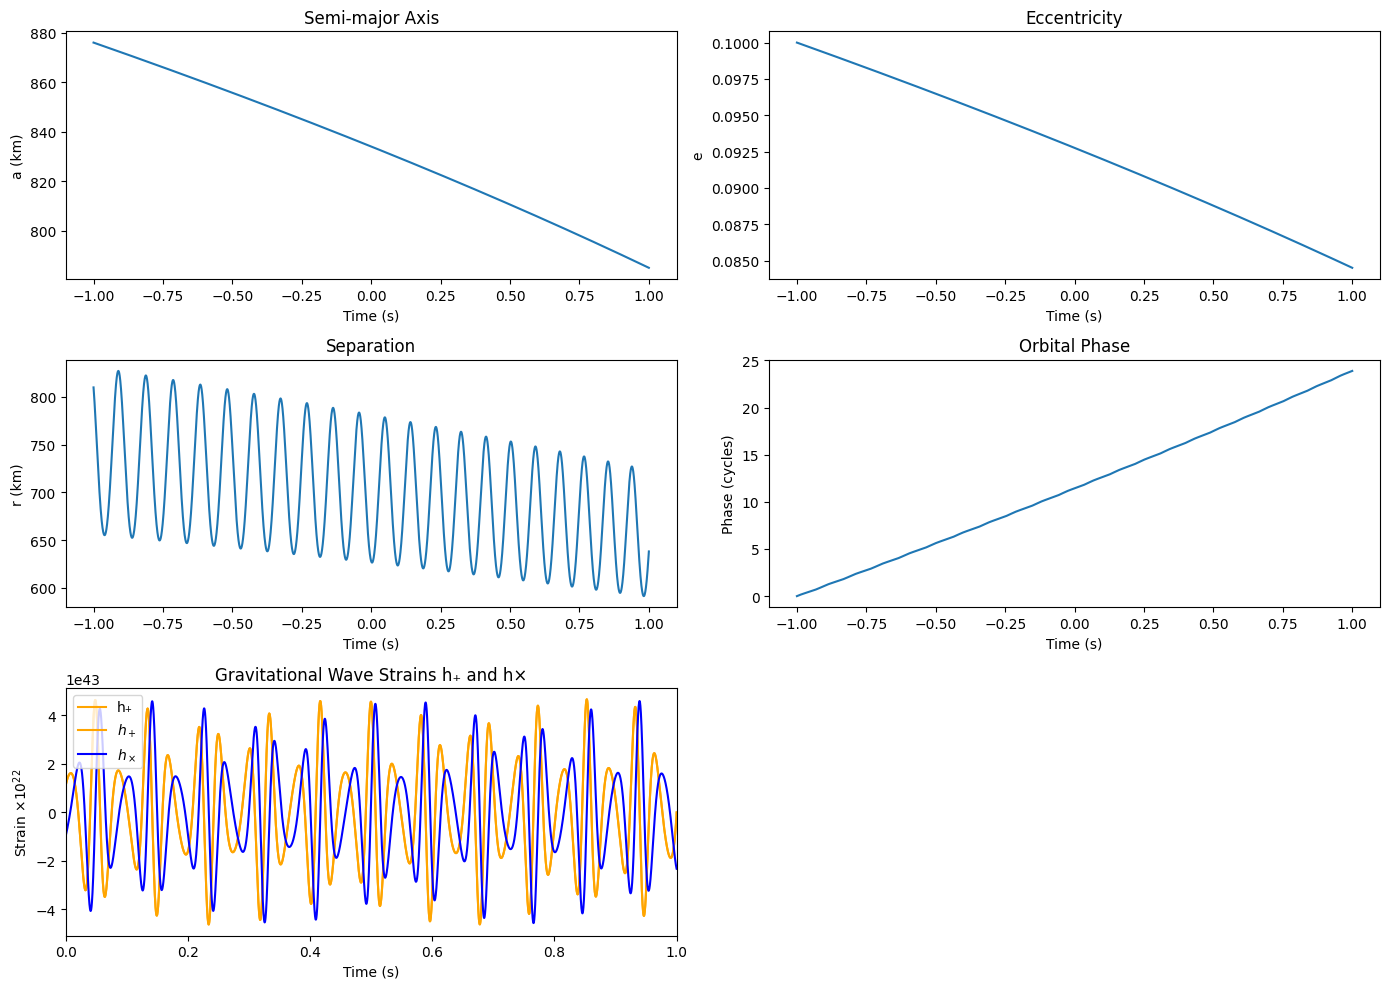 Semi-major Axis
880
860
840
820
800
a (km)
−1.00 −0.75 −0.50 −0.25 0.00 0.25 0.50 0.75 1.00
Time (s)
Eccentricity
0.1000
0.0975
0.0950
0.0925
0.0900
0.0875
0.0850
e
−1.00 −0.75 −0.50 −0.25 0.00 0.25 0.50 0.75 1.00
Time (s)
Separation
800
750
700
650
600
r (km)
−1.00 −0.75 −0.50 −0.25 0.00 0.25 0.50 0.75 1.00
Time (s)
Orbital Phase
25
20
15
10
5
0
Phase (cycles)
−1.00 −0.75 −0.50 −0.25 0.00 0.25 0.50 0.75 1.00
Time (s)
Gravitational Wave Strains h₊ and h×
1e43
4
2
0
−2
−4
Strain ×10²²
h₊
h₊
h×
0.0 0.2 0.4 0.6 0.8 1.0
Time (s)